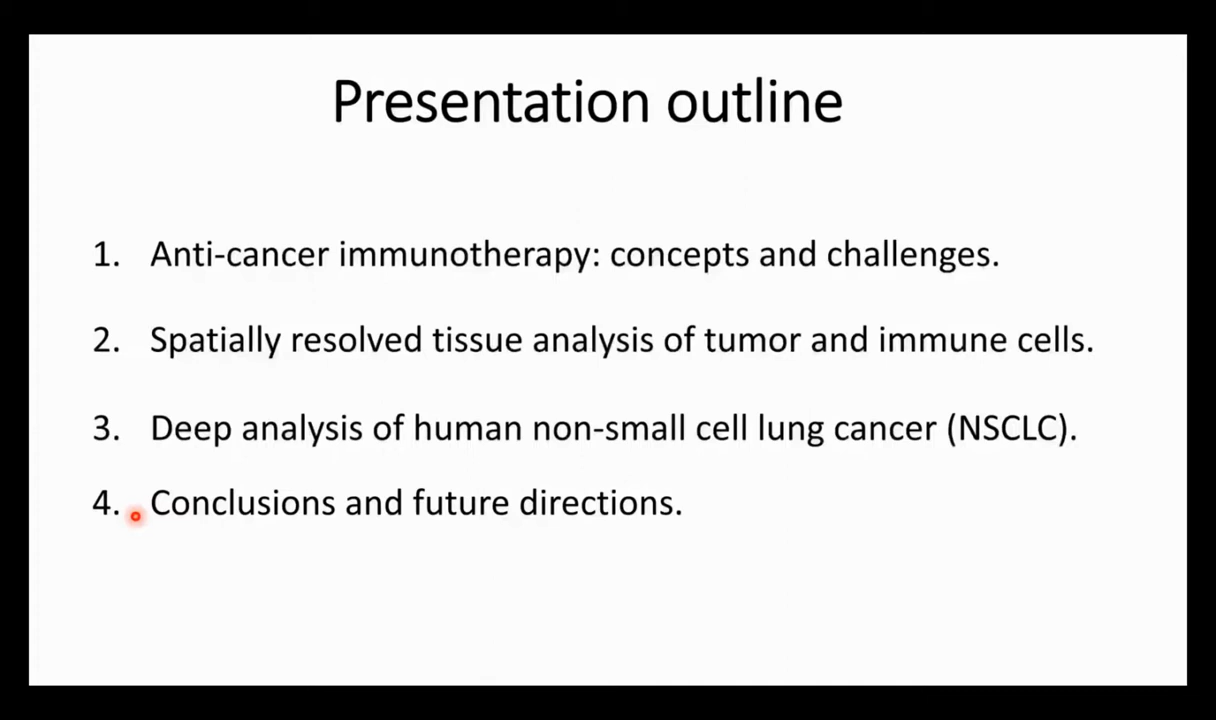 Presentation outline
1. Anti-cancer immunotherapy: concepts and challenges.
2. Spatially resolved tissue analysis of tumor and immune cells.
3. Deep analysis of human non-small cell lung cancer (NSCLC).
4. Conclusions and future directions.